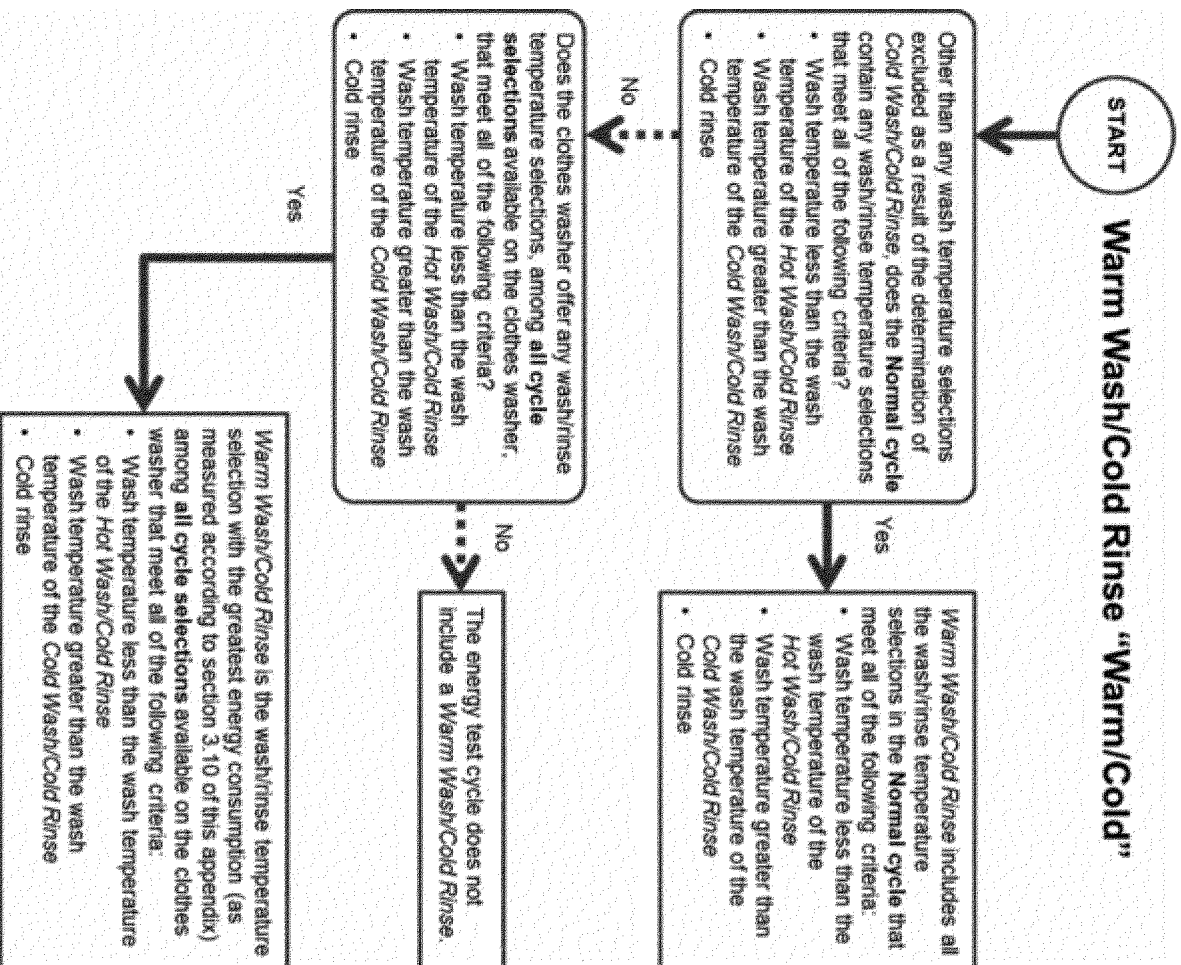 Warm Wash/Cold Rinse “Warm/Cold”
START
Other than any wash temperature selections
excluded as a result of the determination of
Cold Wash/Cold Rinse, does the Normal cycle
contain any wash/rinse temperature selections
that meet all of the following criteria?
• Wash temperature less than the wash
temperature of the Hot Wash/Cold Rinse
• Wash temperature greater than the wash
temperature of the Cold Wash/Cold Rinse
• Cold rinse
Yes
Warm Wash/Cold Rinse includes all
the wash/rinse temperature
selections in the Normal cycle that
meet all of the following criteria:
• Wash temperature less than the
wash temperature of the
Hot Wash/Cold Rinse
• Wash temperature greater than
the wash temperature of the
Cold Wash/Cold Rinse
• Cold rinse
No
Does the clothes washer offer any wash/rinse
temperature selections, among all cycle
selections available on the clothes washer,
that meet all of the following criteria?
• Wash temperature less than the wash
temperature of the Hot Wash/Cold Rinse
• Wash temperature greater than the wash
temperature of the Cold Wash/Cold Rinse
• Cold rinse
No
The energy test cycle does not
include a Warm Wash/Cold Rinse.
Yes
Warm Wash/Cold Rinse is the wash/rinse temperature
selection with the greatest energy consumption (as
measured according to section 3.10 of this appendix)
among all cycle selections available on the clothes
washer that meet all of the following criteria:
• Wash temperature less than the wash temperature
of the Hot Wash/Cold Rinse
• Wash temperature greater than the wash
temperature of the Cold Wash/Cold Rinse
• Cold rinse